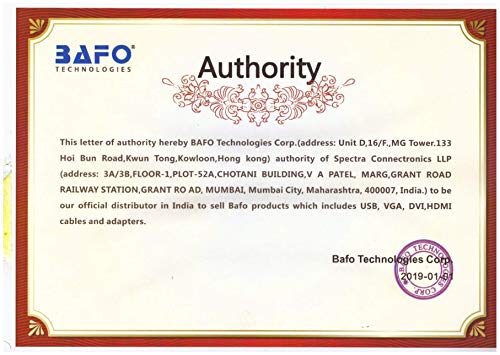 BAFO®
TECHNOLOGIES
Authority
This letter of authority hereby BAFO Technologies Corp.(address: Unit D,16/F.,MG Tower.133
Hoi Bun Road,Kwun Tong,Kowloon,Hong kong) authority of Spectra Connectronics LLP
(address: 3A/3B,FLOOR-1,PLOT-52A,CHOTANI BUILDING,V A PATEL, MARG,GRANT ROAD
RAILWAY STATION,GRANT RO AD, MUMBAI, Mumbai City, Maharashtra, 400007, India.) to be
our official distributor in India to sell Bafo products which includes USB, VGA, DVI,HDMI
cables and adapters.
Bafo Technologies Corp.
2019-01-01
BAFO TECHNOLOGIES CORP.